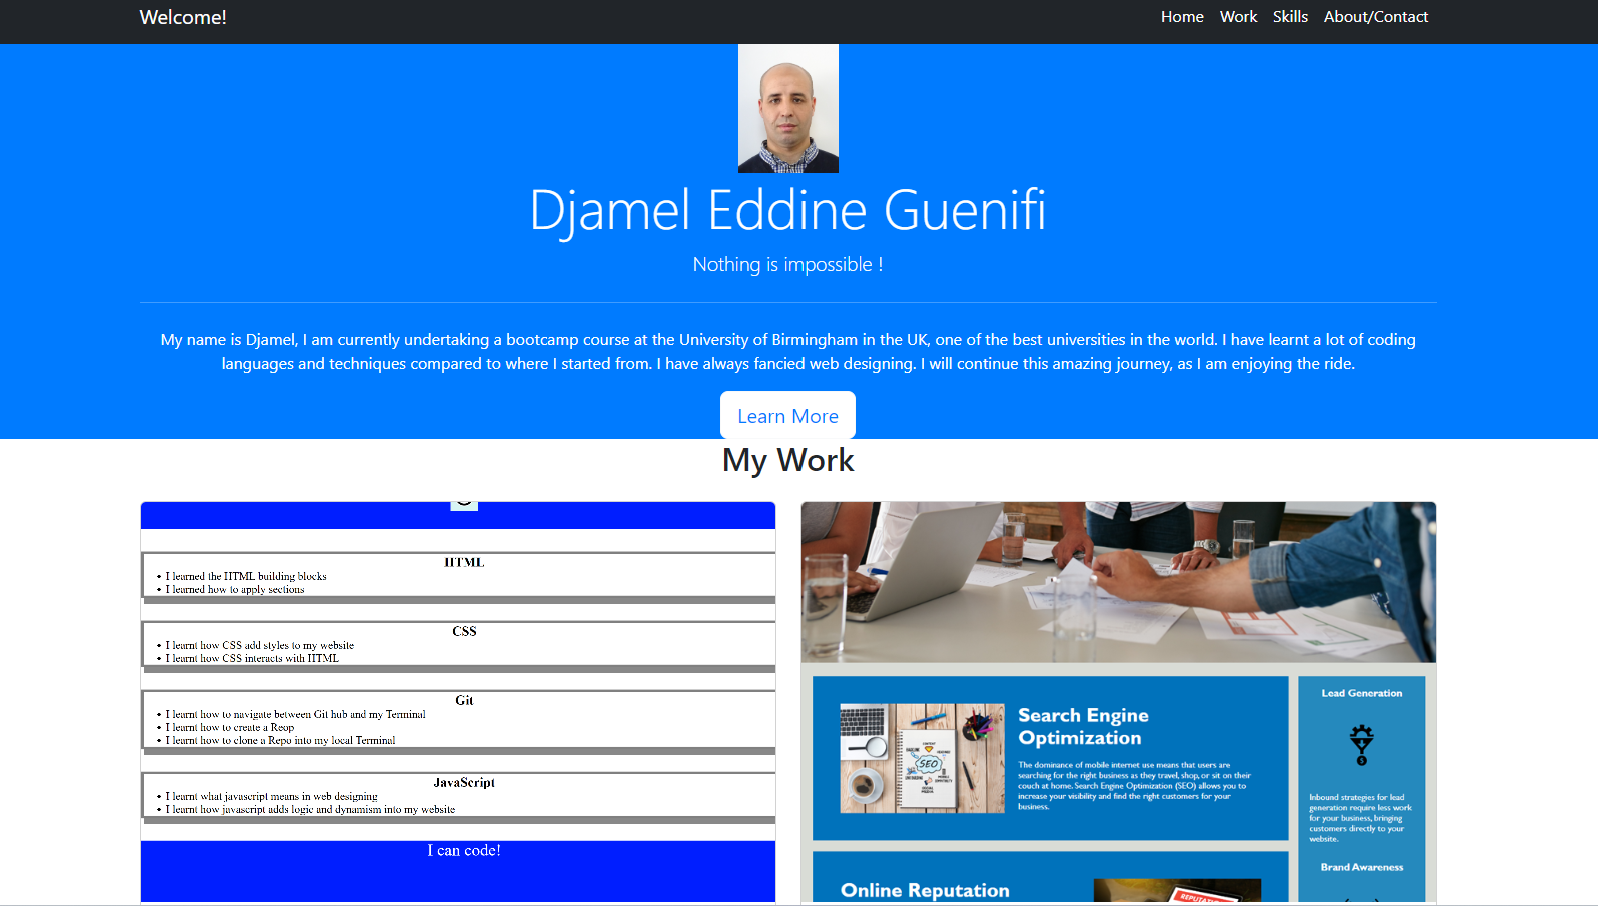 Welcome!
Home Work Skills About/Contact
Djamel Eddine Guenifi
Nothing is impossible !
My name is Djamel, I am currently undertaking a bootcamp course at the University of Birmingham in the UK, one of the best universities in the world. I have learnt a lot of coding
languages and techniques compared to where I started from. I have always fancied web designing. I will continue this amazing journey, as I am enjoying the ride.
Learn More
My Work
HTML
• I learned the HTML building blocks
• I learned how to apply sections
CSS
• I learnt how CSS add styles to my website
• I learnt how CSS interacts with HTML
Git
• I learnt how to navigate between Git hub and my Terminal
• I learnt how to create a Reop
• I learnt how to clone a Repo into my local Terminal
JavaScript
• I learnt what javascript means in web designing
• I learnt how javascript adds logic and dynamism into my website
I can code!
SEO
Search Engine
Optimization
The dominance of mobile internet use means that users are
searching for the right business as they travel, shop, or sit on their
couch at home. Search Engine Optimization (SEO) allows you to
increase your visibility and find the right customers for your
business.
Online Reputation
Lead Generation
Inbound strategies for lead
generation require less work
for your business, bringing
customers directly to your
website.
Brand Awareness